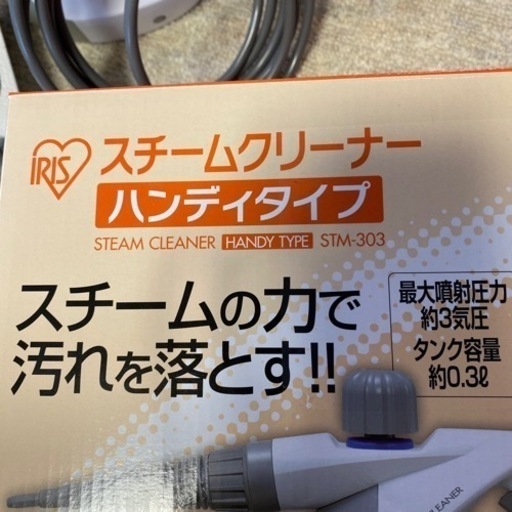 IRIS
スチームクリーナー
ハンディタイプ
STEAM CLEANER HANDY TYPE STM-303
スチームの力で
汚れを落とす!!
最大噴射圧力
約3気圧
タンク容量
約0.3ℓ
CLEANER